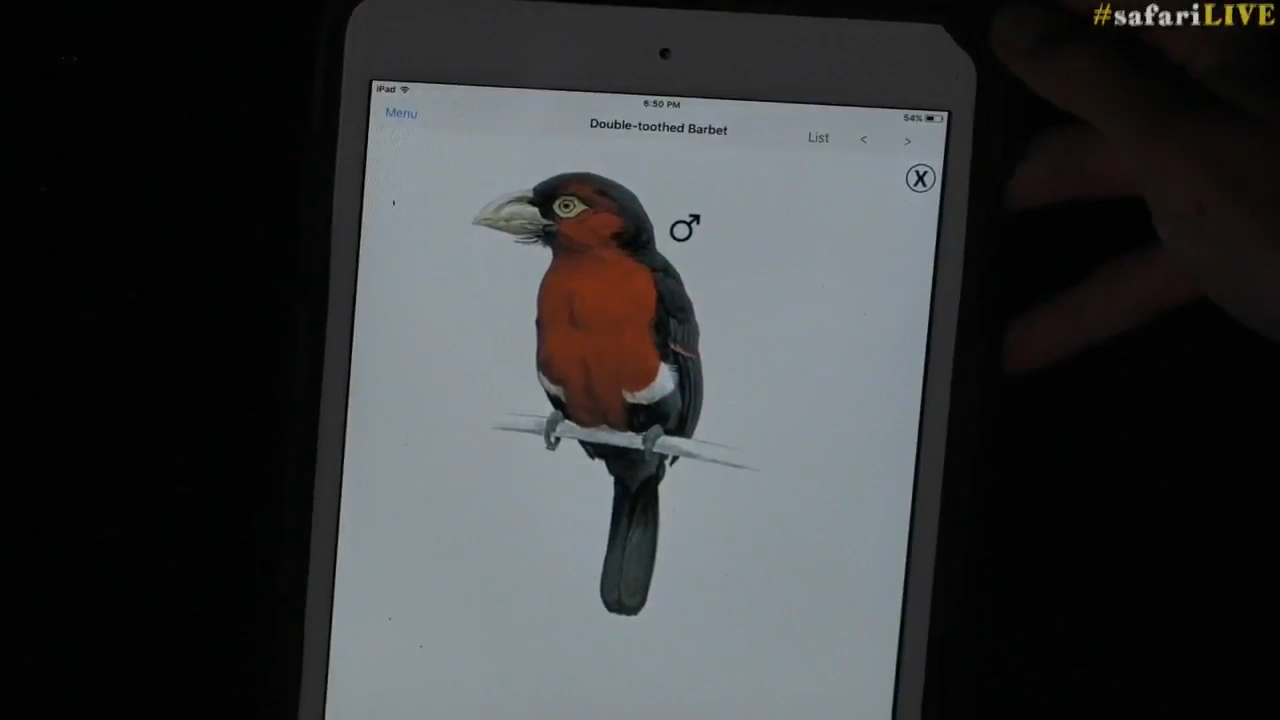 #safariLIVE
iPad
6:50 PM
54%
Menu
Double-toothed Barbet
List < >
X